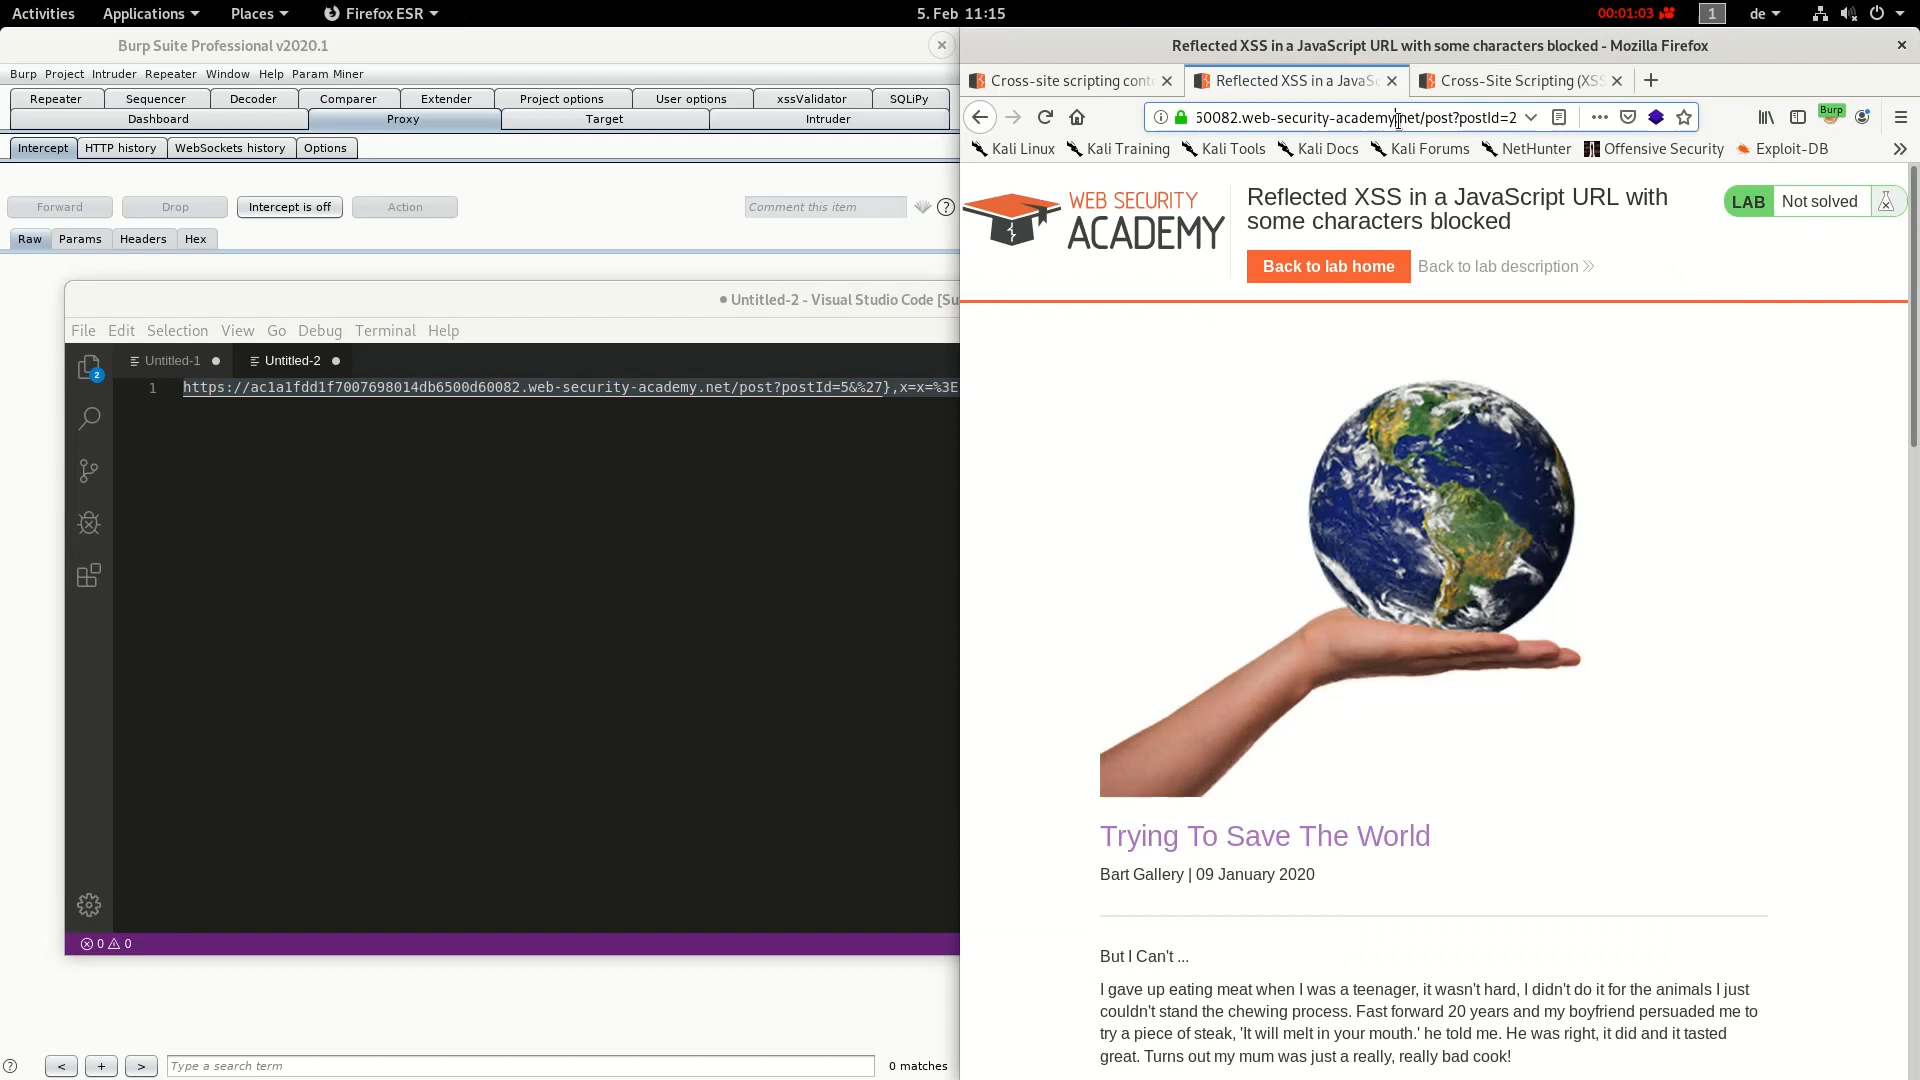 Activities Applications Places Firefox ESR 5. Feb 11:15 00:01:03 1 de
Burp Suite Professional v2020.1
Burp Project Intruder Repeater Window Help Param Miner
Repeater Sequencer Decoder Comparer Extender Project options User options xssValidator SQLiPy
Dashboard Proxy Target Intruder
Intercept HTTP history WebSockets history Options
Forward Drop Intercept is off Action Comment this item ?
Raw Params Headers Hex
● Untitled-2 - Visual Studio Code [Su
File Edit Selection View Go Debug Terminal Help
Untitled-1 ● Untitled-2 ●
2
1 https://ac1a1fdd1f7007698014db6500d60082.web-security-academy.net/post?postId=5&%27},x=x=%3E
0 0
? < + > Type a search term 0 matches
Reflected XSS in a JavaScript URL with some characters blocked - Mozilla Firefox
Cross-site scripting cont Reflected XSS in a JavaSc Cross-Site Scripting (XSS
50082.web-security-academy.net/post?postId=2 Burp
Kali Linux Kali Training Kali Tools Kali Docs Kali Forums NetHunter Offensive Security Exploit-DB
WEB SECURITY
ACADEMY
Reflected XSS in a JavaScript URL with
some characters blocked
LAB Not solved
Back to lab home Back to lab description
Trying To Save The World
Bart Gallery | 09 January 2020
But I Can't ...
I gave up eating meat when I was a teenager, it wasn't hard, I didn't do it for the animals I just
couldn't stand the chewing process. Fast forward 20 years and my boyfriend persuaded me to
try a piece of steak, 'It will melt in your mouth.' he told me. He was right, it did and it tasted
great. Turns out my mum was just a really, really bad cook!